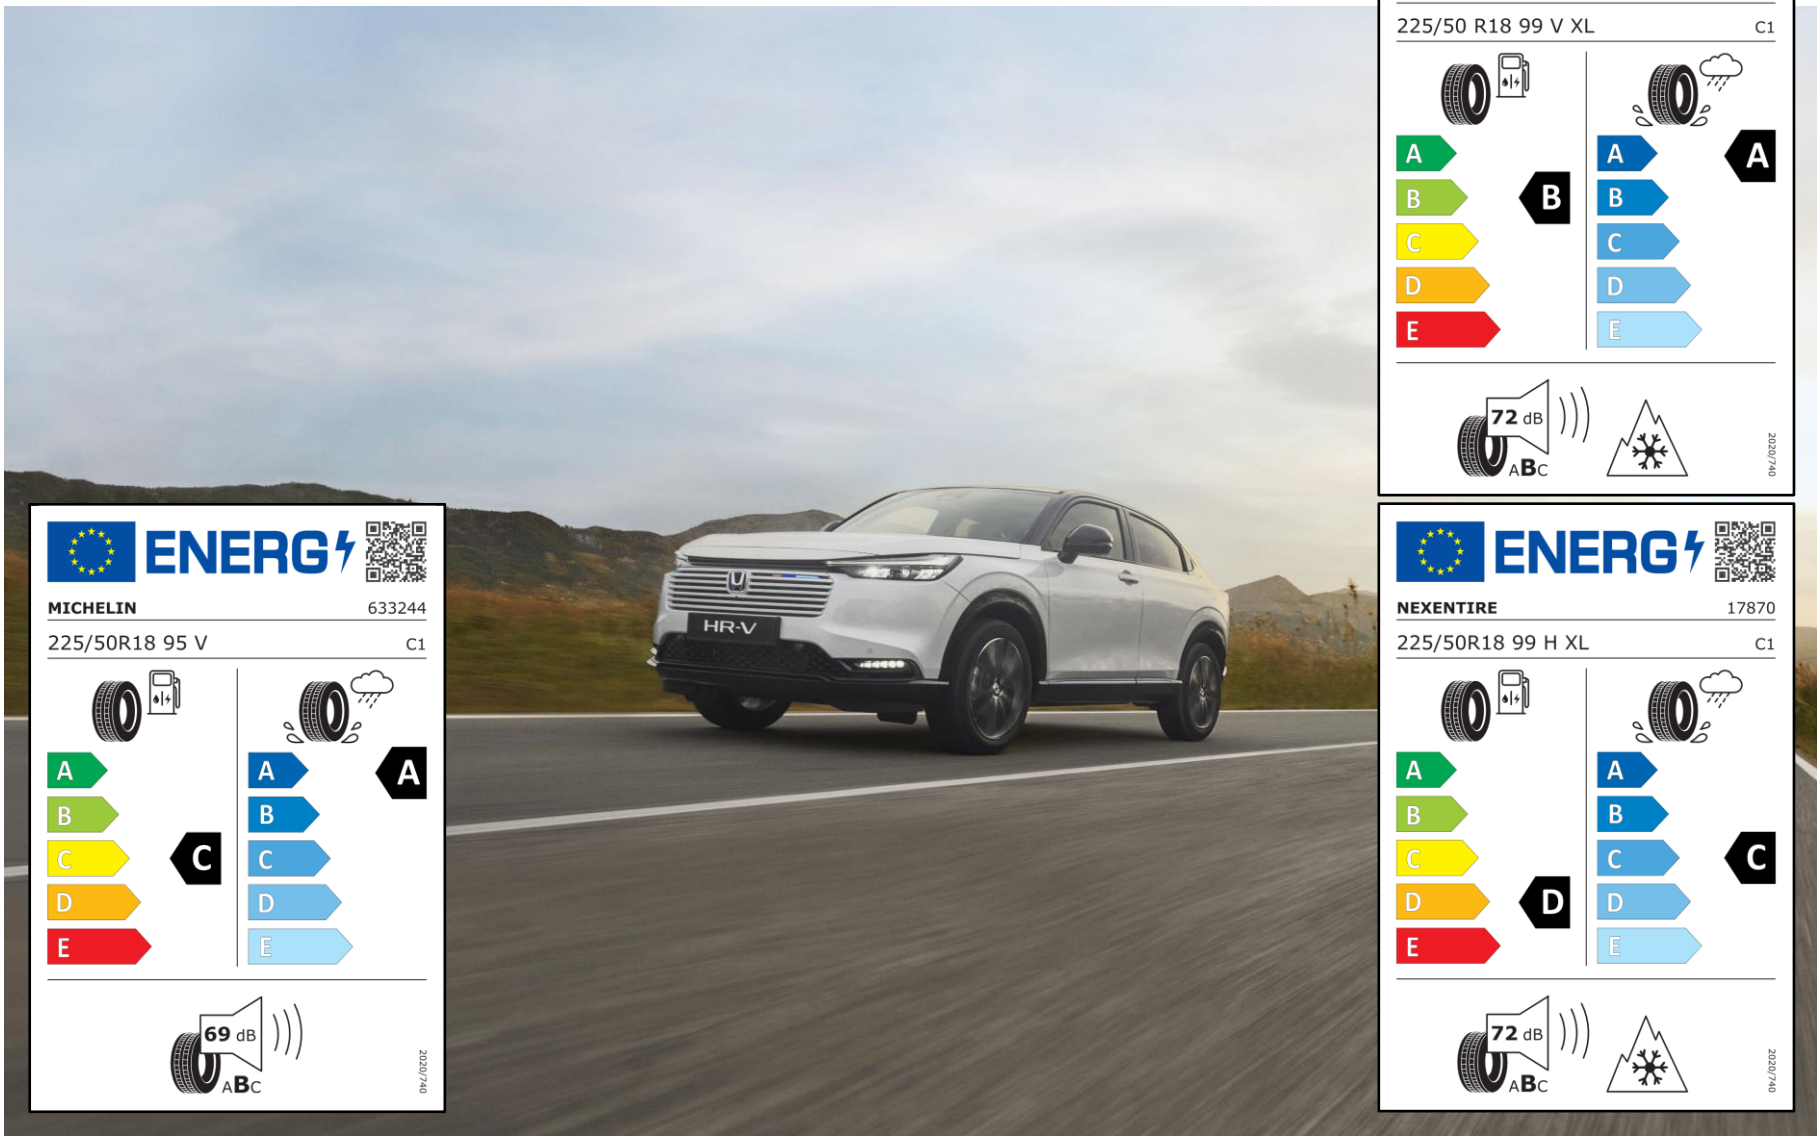 225/50 R18 99 V XL C1
A A A
B B B
C C
D D
E E
72 dB
ABC
2020/740
HR-V
ENERG
MICHELIN 633244
225/50R18 95 V C1
A A A
B B
C C C
D D
E E
69 dB
ABC
2020/740
ENERG
NEXENTIRE 17870
225/50R18 99 H XL C1
A A
B B
C C C
D D D
E E
72 dB
ABC
2020/740